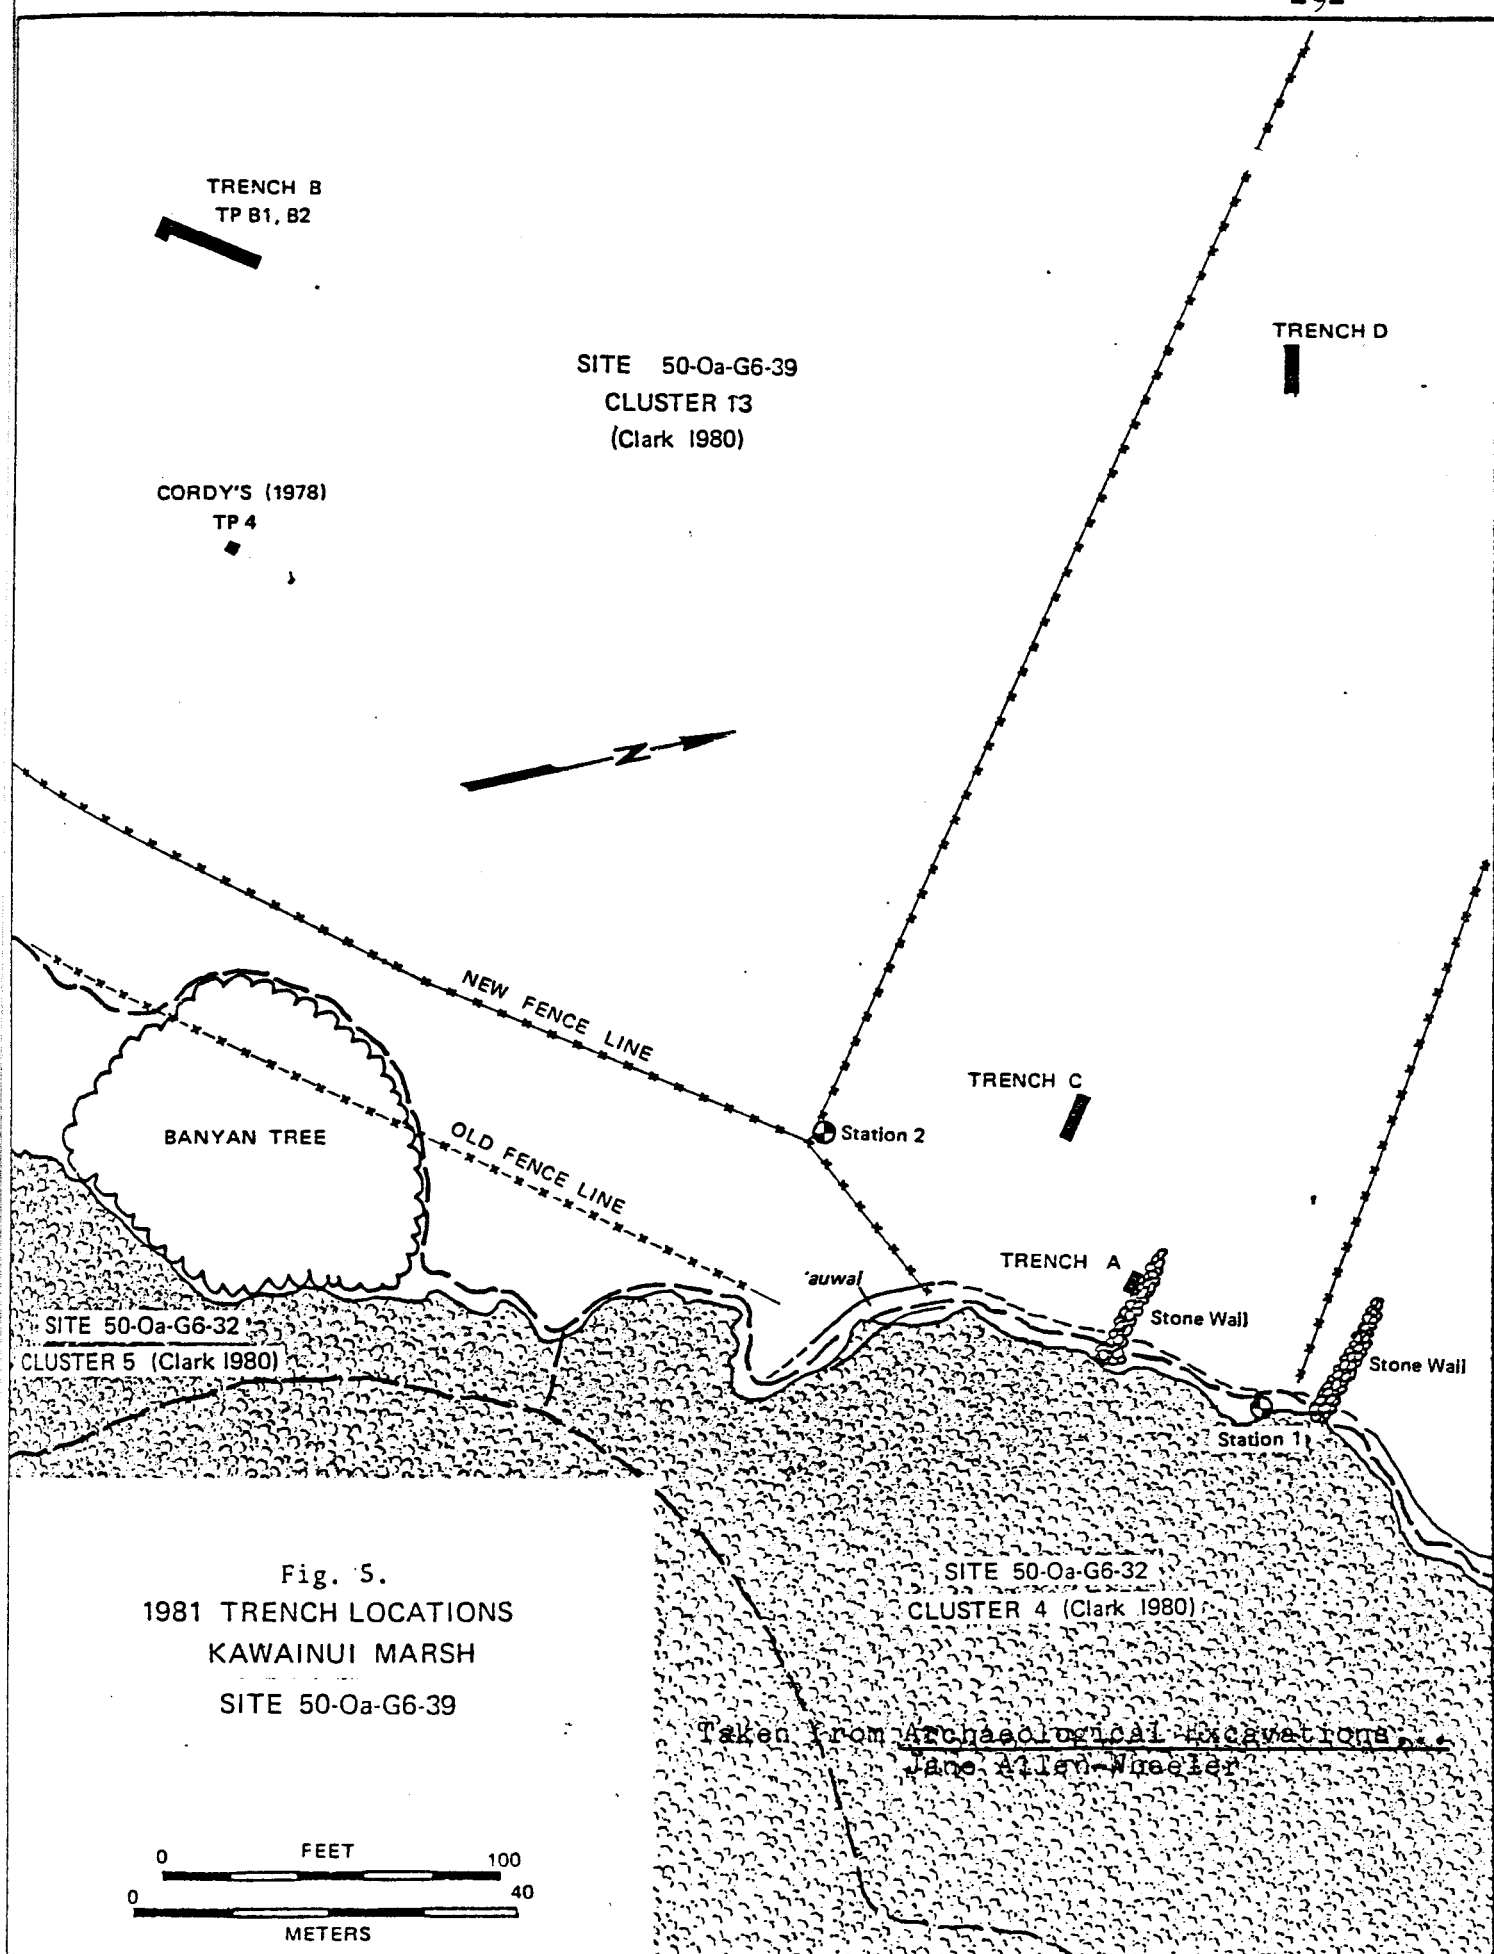 TRENCH B
TP B1, B2
TRENCH D
SITE 50-Oa-G6-39
CLUSTER 13
(Clark 1980)
CORDY'S (1978)
TP 4
N
NEW FENCE LINE
TRENCH C
Station 2
BANYAN TREE
OLD FENCE LINE
TRENCH A
'auwai
Stone Wall
SITE 50-Oa-G6-32
CLUSTER 5 (Clark 1980)
Stone Wall
Station 1
Fig. 5.
1981 TRENCH LOCATIONS
KAWAINUI MARSH
SITE 50-Oa-G6-39
SITE 50-Oa-G6-32
CLUSTER 4 (Clark 1980)
Taken from Archaeological Excavations...
Jane Allen-Wheeler
FEET
0 100
0 40
METERS